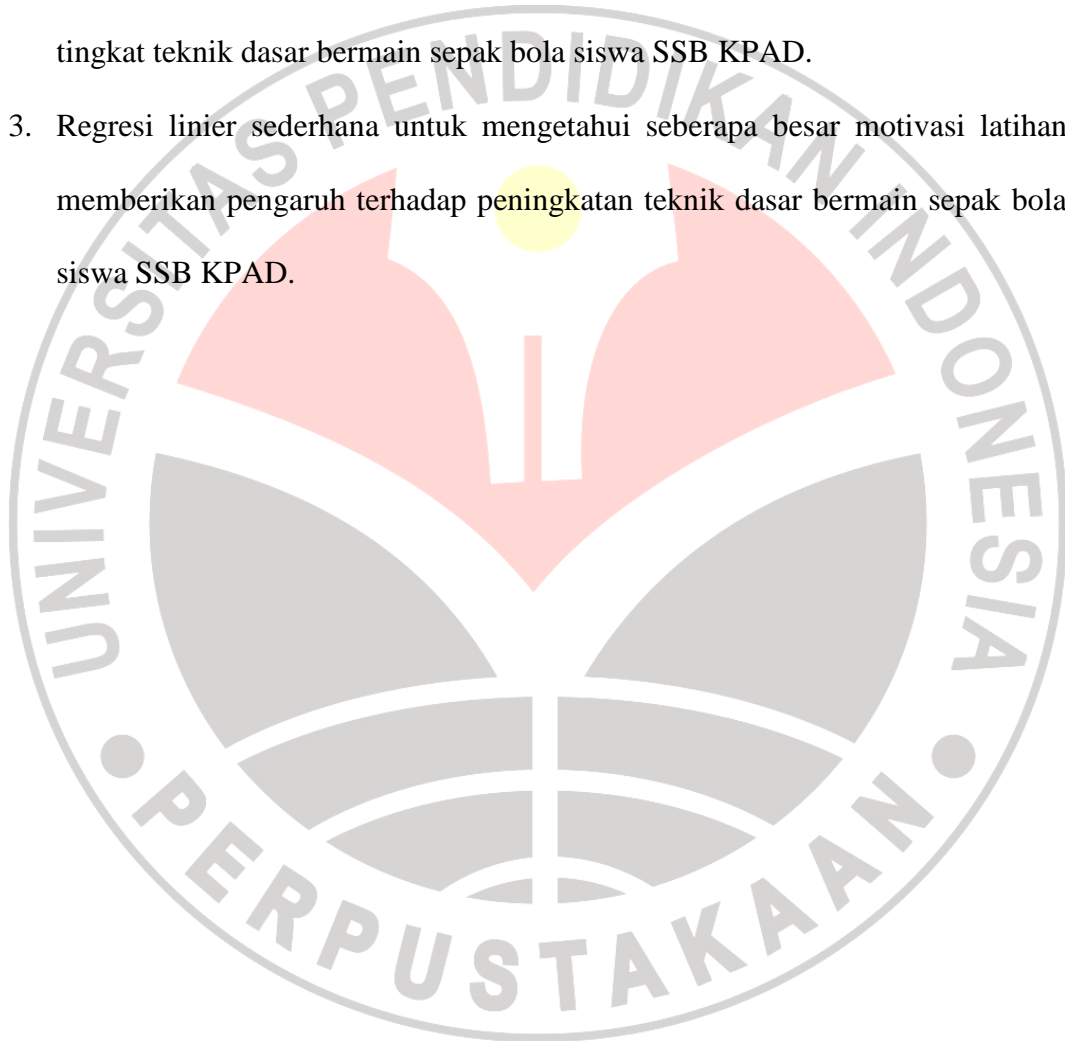 tingkat teknik dasar bermain sepak bola siswa SSB KPAD.
3. Regresi linier sederhana untuk mengetahui seberapa besar motivasi latihan
memberikan pengaruh terhadap peningkatan teknik dasar bermain sepak bola
siswa SSB KPAD.
UNIVERSITAS PENDIDIKAN INDONESIA
PERPUSTAKAAN